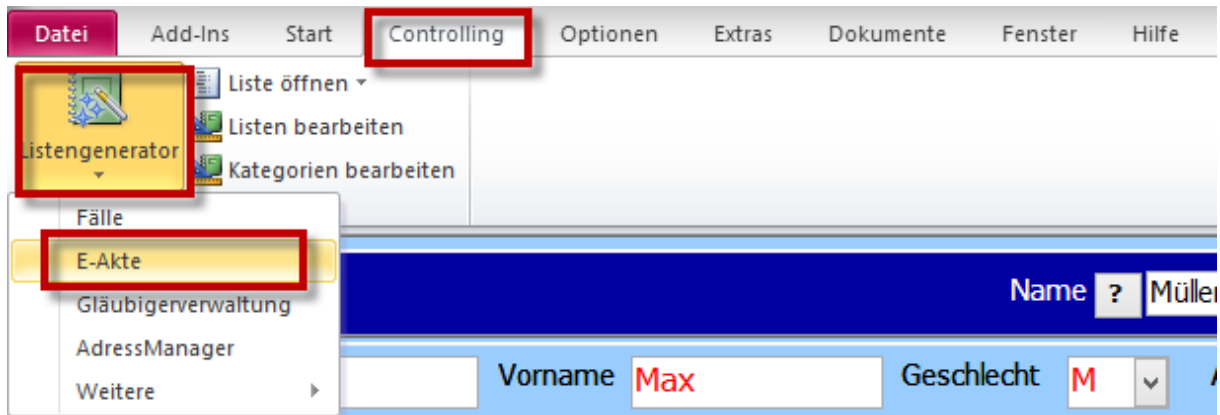 Datei Add-Ins Start Controlling Optionen Extras Dokumente Fenster Hilfe
Liste öffnen
Listen bearbeiten
Listengenerator
Kategorien bearbeiten
Fälle
E-Akte
Gläubigerverwaltung
AdressManager
Weitere
Name ? Müller
Vorname Max Geschlecht M